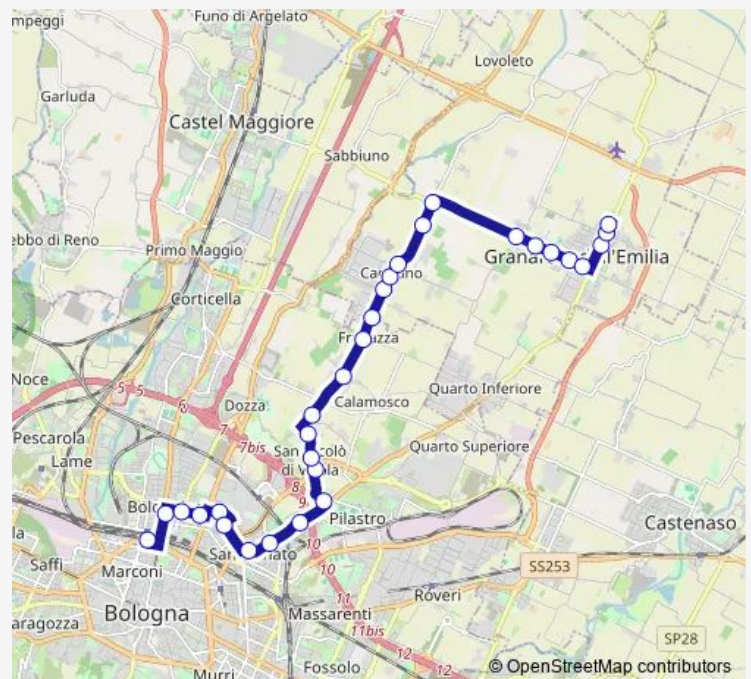 mpeggi
Funo di Argelato
Lovoleto
Garluda
Castel Maggiore
Sabbiuno
ebbo di Reno
Primo Maggio
Corticella
Noce
5
5
6
7
7bis
Dozza
Calamosco
Quarto Inferiore
Pescarola
Lame
di V
Quarto Superiore
8
9
Pilastro
10
10
Castenaso
Saffi
Marconi
SS253
Bologna
Massarenti
11
Roveri
aragozza
11bis
SP28
Murri
Fossolo
12
12
© OpenStreetMap contributors